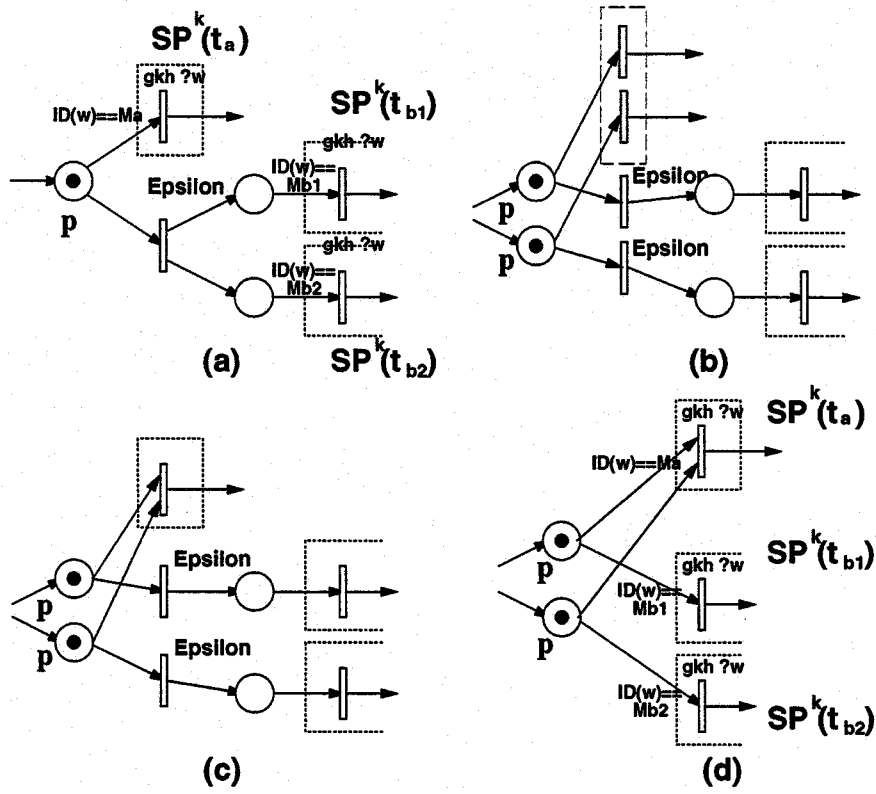 SP^k(t_a)
gkh ?w
ID(w)==Ma
SP^k(t_b1)
gkh ?w
ID(w)==
Mb1
Epsilon
p
gkh ?w
ID(w)==
Mb2
(a)
SP^k(t_b2)
Epsilon
p
p
Epsilon
(b)
Epsilon
p
p
Epsilon
(c)
gkh ?w
SP^k(t_a)
ID(w)==Ma
p
gkh ?w
SP^k(t_b1)
ID(w)==
Mb1
p
gkh ?w
ID(w)==
Mb2
SP^k(t_b2)
(d)